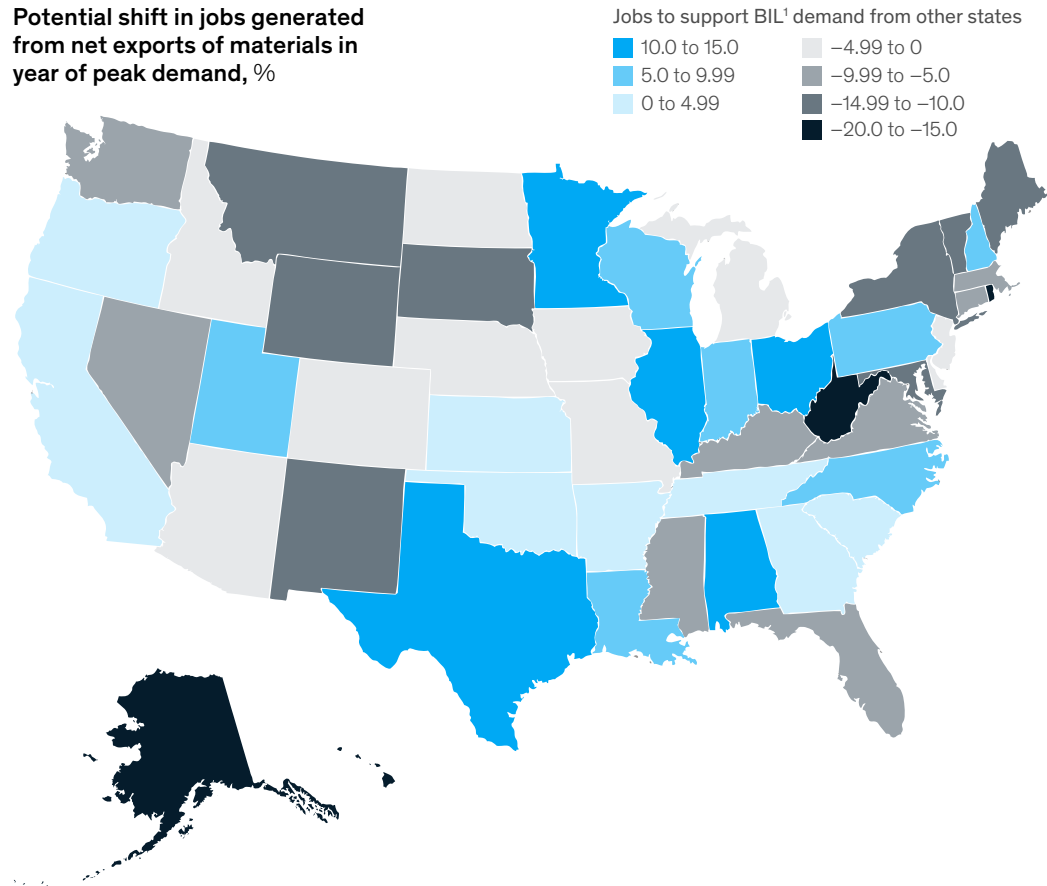 Potential shift in jobs generated
from net exports of materials in
year of peak demand, %
Jobs to support BIL¹ demand from other states
10.0 to 15.0
5.0 to 9.99
0 to 4.99
–4.99 to 0
–9.99 to –5.0
–14.99 to –10.0
–20.0 to –15.0